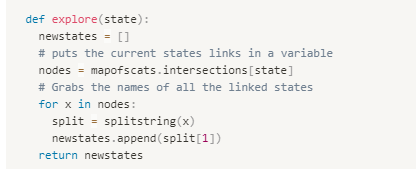 def explore(state):
  newstates = []
  # puts the current states links in a variable
  nodes = mapofscats.intersections[state]
  # Grabs the names of all the linked states
  for x in nodes:
    split = splitstring(x)
    newstates.append(split[1])
  return newstates